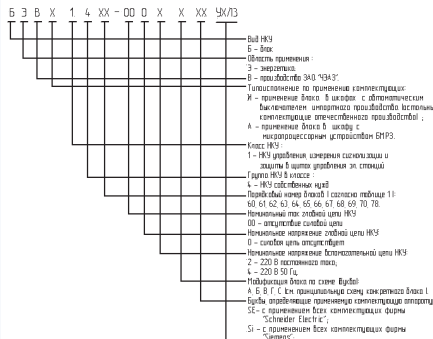 Б Э В Х 1. 4 ХХ - 00 0 Х Х ХХ УХЛ3
Вид НКУ
Б - блок
Область применения :
Э - энергетика.
В - производство ЗАО "ЧЭАЗ".
Типоисполнение по применению комплектующих:
И - применение блока в шкафах с автоматическим
выключателем импортного производства (остальные
комплектующие отечественного производства) ;
А - применение блока в шкафу с
микропроцессорным устройством БМРЗ.
Класс НКУ :
1 - НКУ управления, измерения сигнализации и
защиты в щитах управления эл. станций
Группа НКУ в классе :
4 - НКУ собственных нужд
Порядковый номер блоков ( согласно таблице 1.1):
60, 61, 62, 63, 64, 65, 66, 67, 68, 69, 70, 78.
Номинальный ток главной цепи НКУ
00 - отсутствие силовой цепи
Номинальное напряжение главной цепи НКУ:
0 - силовая цепь отсутствует
Номинальное напряжение вспомогательной цепи НКУ:
2 - 220 В постоянного тока;
4 - 220 В 50 Гц.
Модификация блока по схеме (буква):
А, Б, В, Г, С (см. принципиальную схему конкретного блока ).
Буквы, определяющие применяемую комплектующую аппаратуру
SE- с применением всех комплектующих фирмы
"Schneider Electric";
Si - с применением всех комплектующих фирмы
"Siemens";